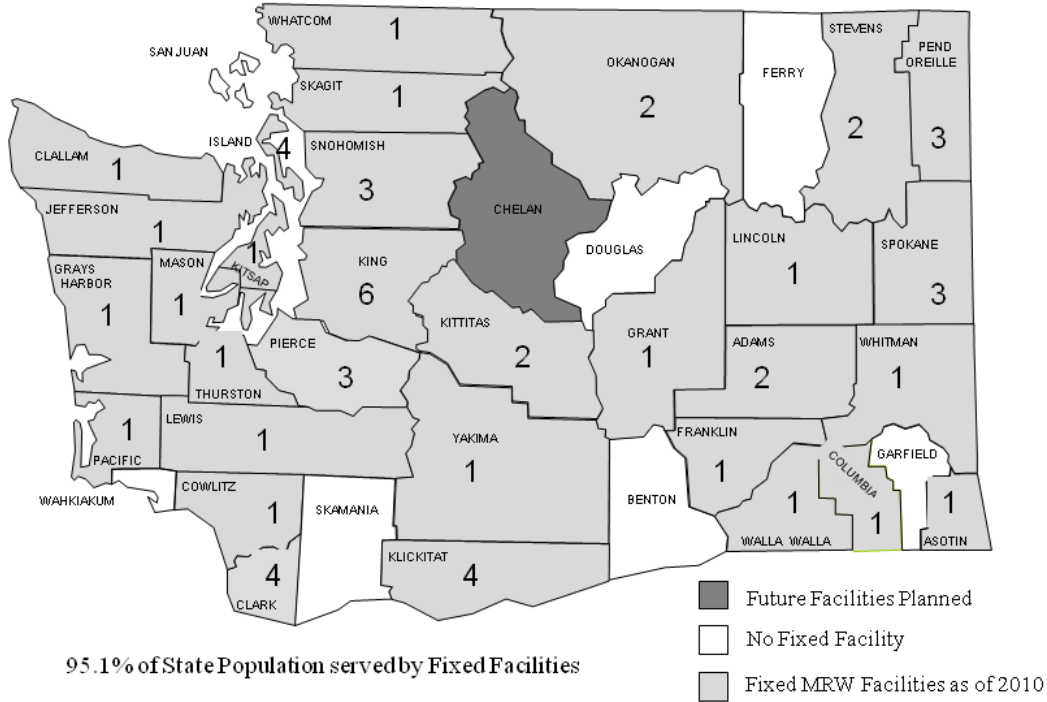 WHATCOM
1
SAN JUAN
SKAGIT
1
OKANOGAN
2
FERRY
STEVENS
2
PEND
OREILLE
3
CLALLAM
1
ISLAND
4
SNOHOMISH
3
JEFFERSON
1
CHELAN
DOUGLAS
LINCOLN
1
SPOKANE
3
GRAYS
HARBOR
1
MASON
1
1
KITSAP
KING
6
KITTITAS
2
GRANT
1
ADAMS
2
WHITMAN
1
1
THURSTON
PIERCE
3
1
PACIFIC
LEWIS
1
YAKIMA
1
FRANKLIN
1
COLUMBIA
1
GARFIELD
WAHKIAKUM
COWLITZ
1
SKAMANIA
BENTON
1
WALLA WALLA
1
ASOTIN
4
CLARK
KLICKITAT
4
Future Facilities Planned
No Fixed Facility
Fixed MRW Facilities as of 2010
95.1% of State Population served by Fixed Facilities